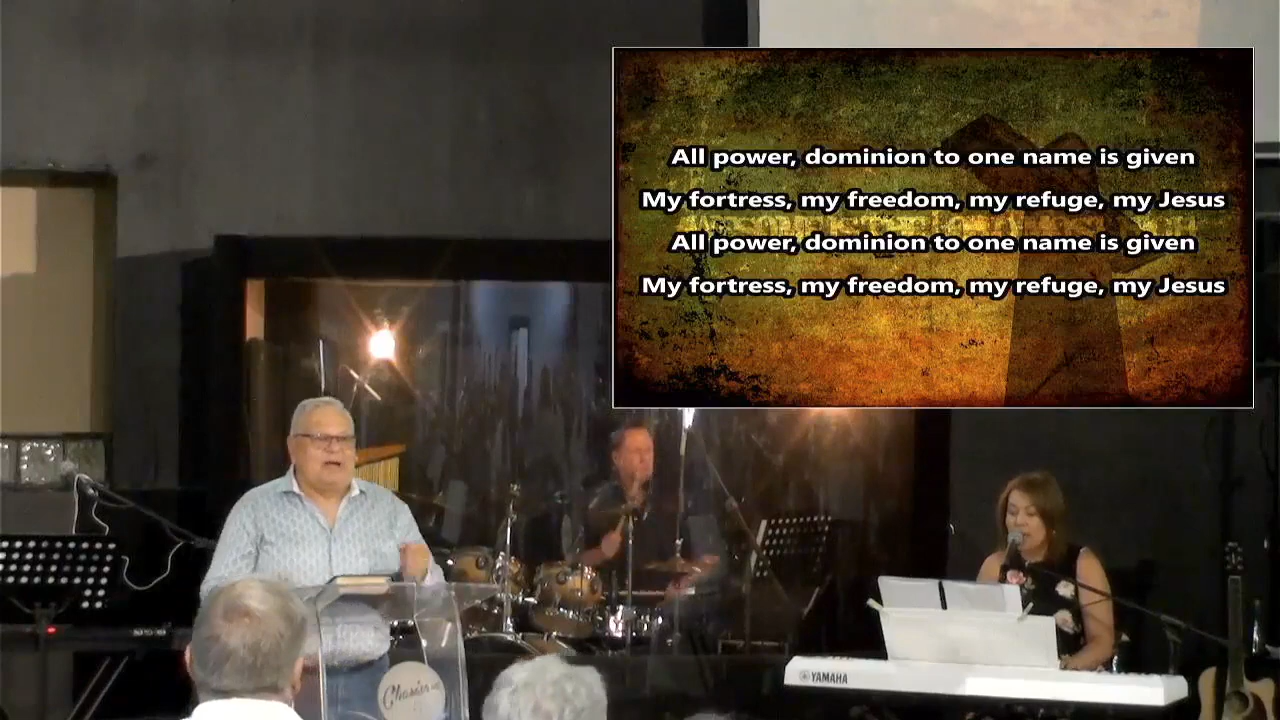 All power, dominion to one name is given
My fortress, my freedom, my refuge, my Jesus
All power, dominion to one name is given
My fortress, my freedom, my refuge, my Jesus
YAMAHA